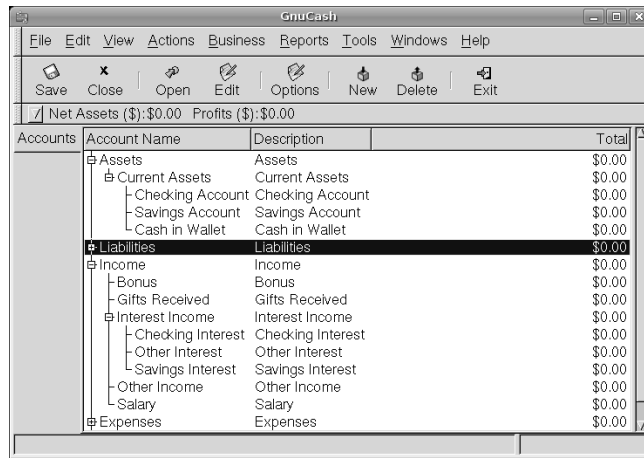 GnuCash
File Edit View Actions Business Reports Tools Windows Help
Save Close Open Edit Options New Delete Exit
Net Assets ($):$0.00 Profits ($):$0.00
Accounts Account Name Description Total
Assets Assets $0.00
Current Assets Current Assets $0.00
Checking Account Checking Account $0.00
Savings Account Savings Account $0.00
Cash in Wallet Cash in Wallet $0.00
Liabilities Liabilities $0.00
Income Income $0.00
Bonus Bonus $0.00
Gifts Received Gifts Received $0.00
Interest Income Interest Income $0.00
Checking Interest Checking Interest $0.00
Other Interest Other Interest $0.00
Savings Interest Savings Interest $0.00
Other Income Other Income $0.00
Salary Salary $0.00
Expenses Expenses $0.00